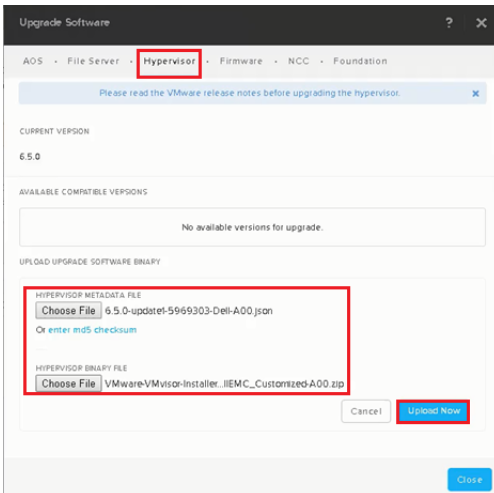 Upgrade Software ? X
AOS · File Server · Hypervisor · Firmware · NCC · Foundation
Please read the VMware release notes before upgrading the hypervisor. x
CURRENT VERSION
6.5.0
AVAILABLE COMPATIBLE VERSIONS
No available versions for upgrade.
UPLOAD UPGRADE SOFTWARE BINARY
HYPERVISOR METADATA FILE
Choose File 6.5.0-update1-5969303-Dell-A00.json
Or enter md5 checksum
HYPERVISOR BINARY FILE
Choose File VMware-VMvisor-Installer...llEMC_Customized-A00.zip
Cancel Upload Now
Close